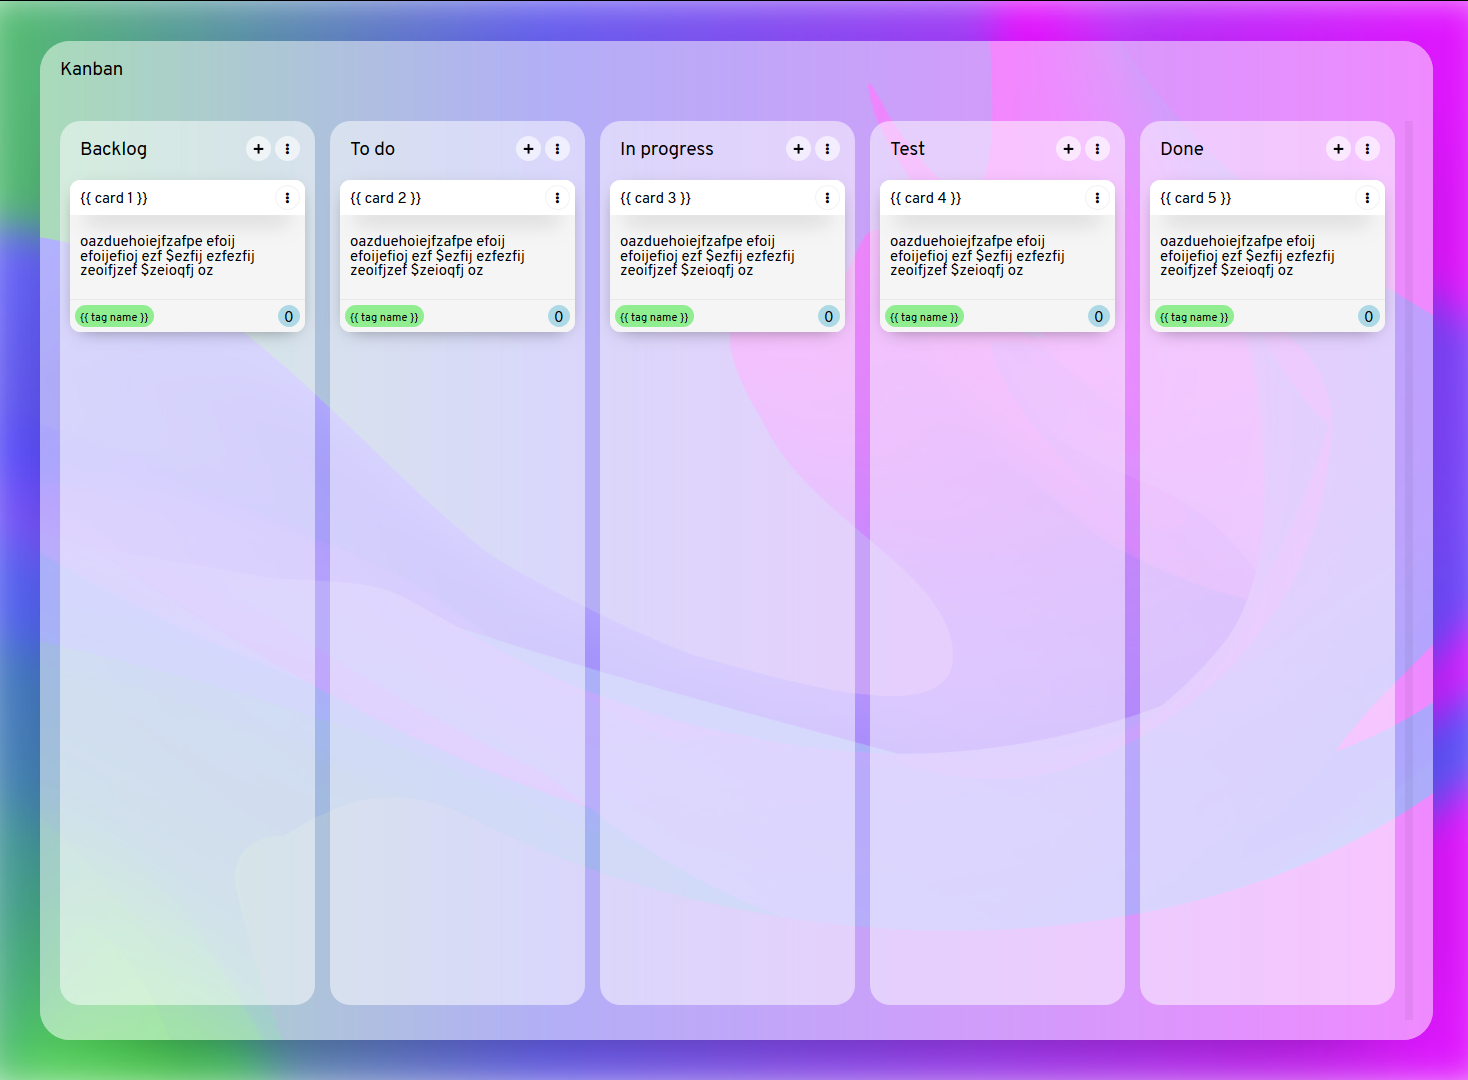 Kanban
Backlog
{{ card 1 }}
oazduehoiejfzafpe efoij
efoijefioj ezf $ezfij ezfezfij
zeoifjzef $zeioqfj oz
{{ tag name }}
0
To do
{{ card 2 }}
oazduehoiejfzafpe efoij
efoijefioj ezf $ezfij ezfezfij
zeoifjzef $zeioqfj oz
{{ tag name }}
0
In progress
{{ card 3 }}
oazduehoiejfzafpe efoij
efoijefioj ezf $ezfij ezfezfij
zeoifjzef $zeioqfj oz
{{ tag name }}
0
Test
{{ card 4 }}
oazduehoiejfzafpe efoij
efoijefioj ezf $ezfij ezfezfij
zeoifjzef $zeioqfj oz
{{ tag name }}
0
Done
{{ card 5 }}
oazduehoiejfzafpe efoij
efoijefioj ezf $ezfij ezfezfij
zeoifjzef $zeioqfj oz
{{ tag name }}
0